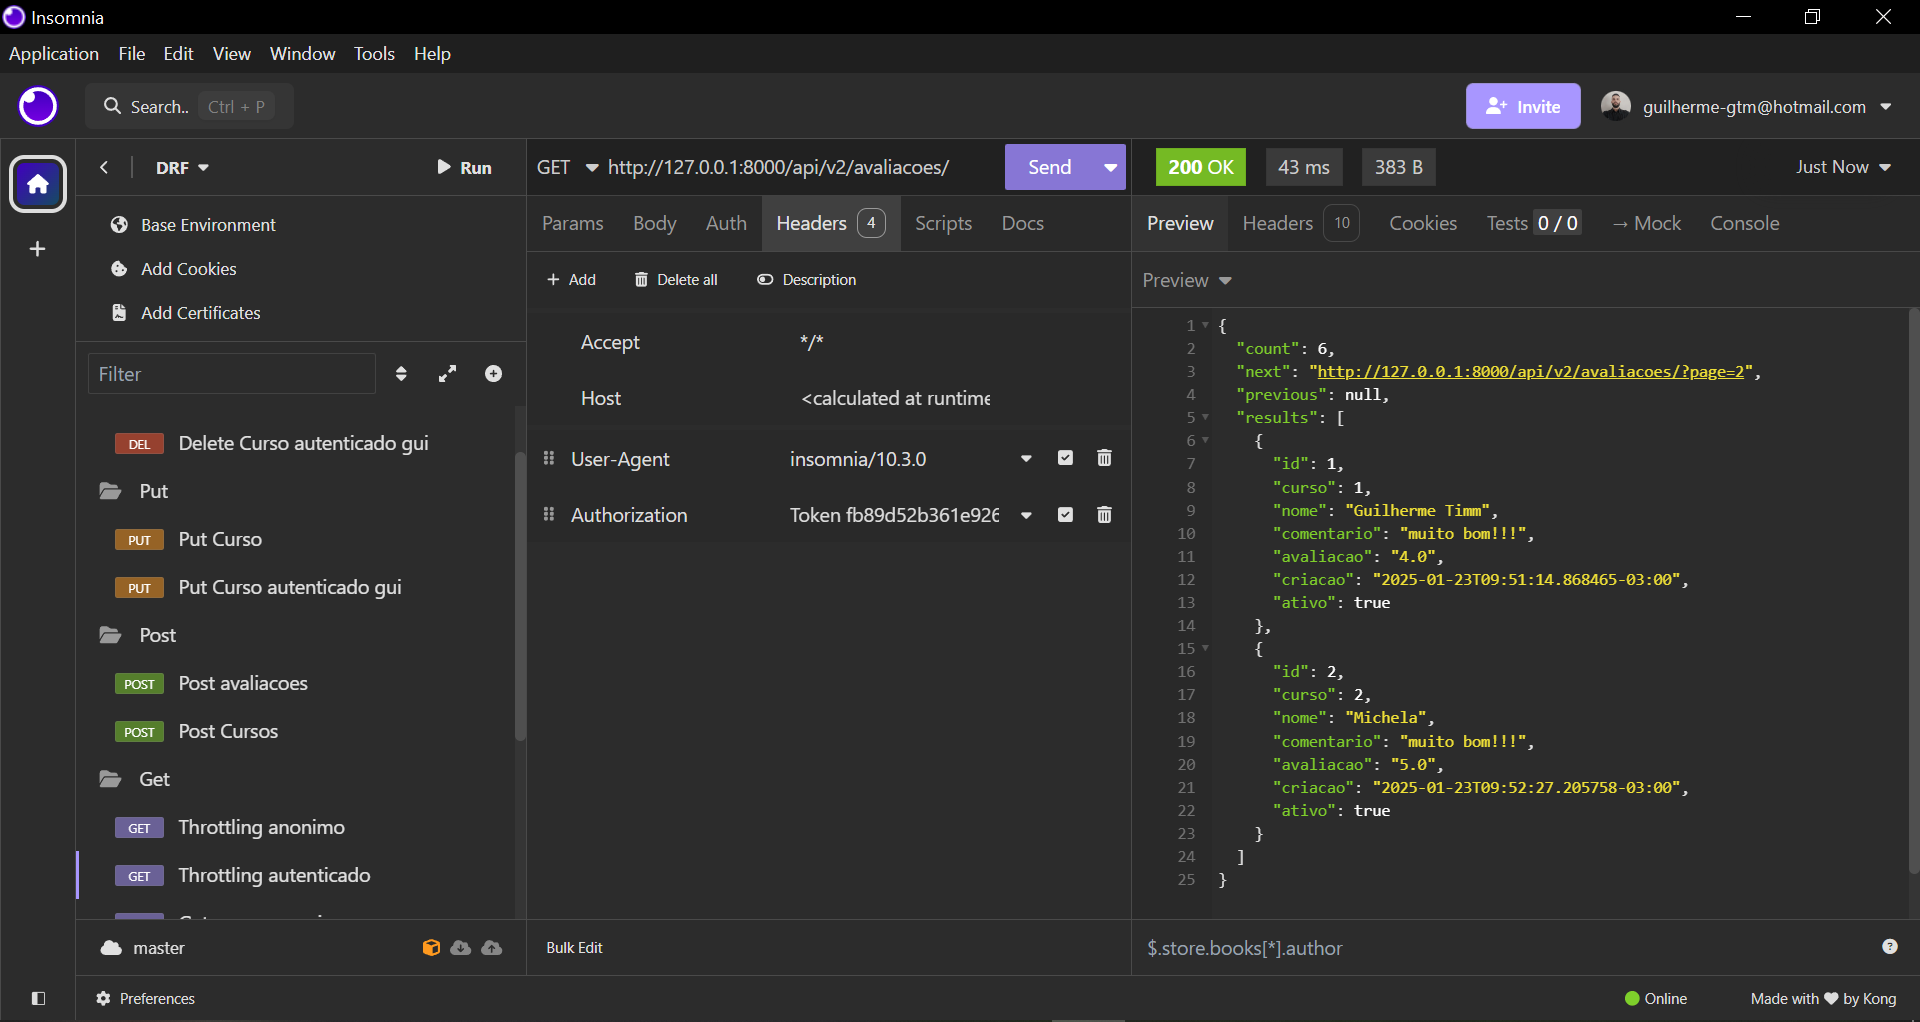 Insomnia
Application File Edit View Window Tools Help
Search.. Ctrl + P
Invite
guilherme-gtm@hotmail.com
DRF
Run
Base Environment
Add Cookies
Add Certificates
Filter
DEL Delete Curso autenticado gui
Put
PUT Put Curso
PUT Put Curso autenticado gui
Post
POST Post avaliacoes
POST Post Cursos
Get
GET Throttling anonimo
GET Throttling autenticado
master
Preferences
GET http://127.0.0.1:8000/api/v2/avaliacoes/ Send
Params Body Auth Headers 4 Scripts Docs
+ Add Delete all Description
Accept */*
Host <calculated at runtime
User-Agent insomnia/10.3.0
Authorization Token fb89d52b361e926
Bulk Edit
200 OK 43 ms 383 B Just Now
Preview Headers 10 Cookies Tests 0 / 0 → Mock Console
Preview
1 {
2 "count": 6,
3 "next": "http://127.0.0.1:8000/api/v2/avaliacoes/?page=2",
4 "previous": null,
5 "results": [
6 {
7 "id": 1,
8 "curso": 1,
9 "nome": "Guilherme Timm",
10 "comentario": "muito bom!!!",
11 "avaliacao": "4.0",
12 "criacao": "2025-01-23T09:51:14.868465-03:00",
13 "ativo": true
14 },
15 {
16 "id": 2,
17 "curso": 2,
18 "nome": "Michela",
19 "comentario": "muito bom!!!",
20 "avaliacao": "5.0",
21 "criacao": "2025-01-23T09:52:27.205758-03:00",
22 "ativo": true
23 }
24 ]
25 }
$.store.books[*].author
Online
Made with ❤ by Kong